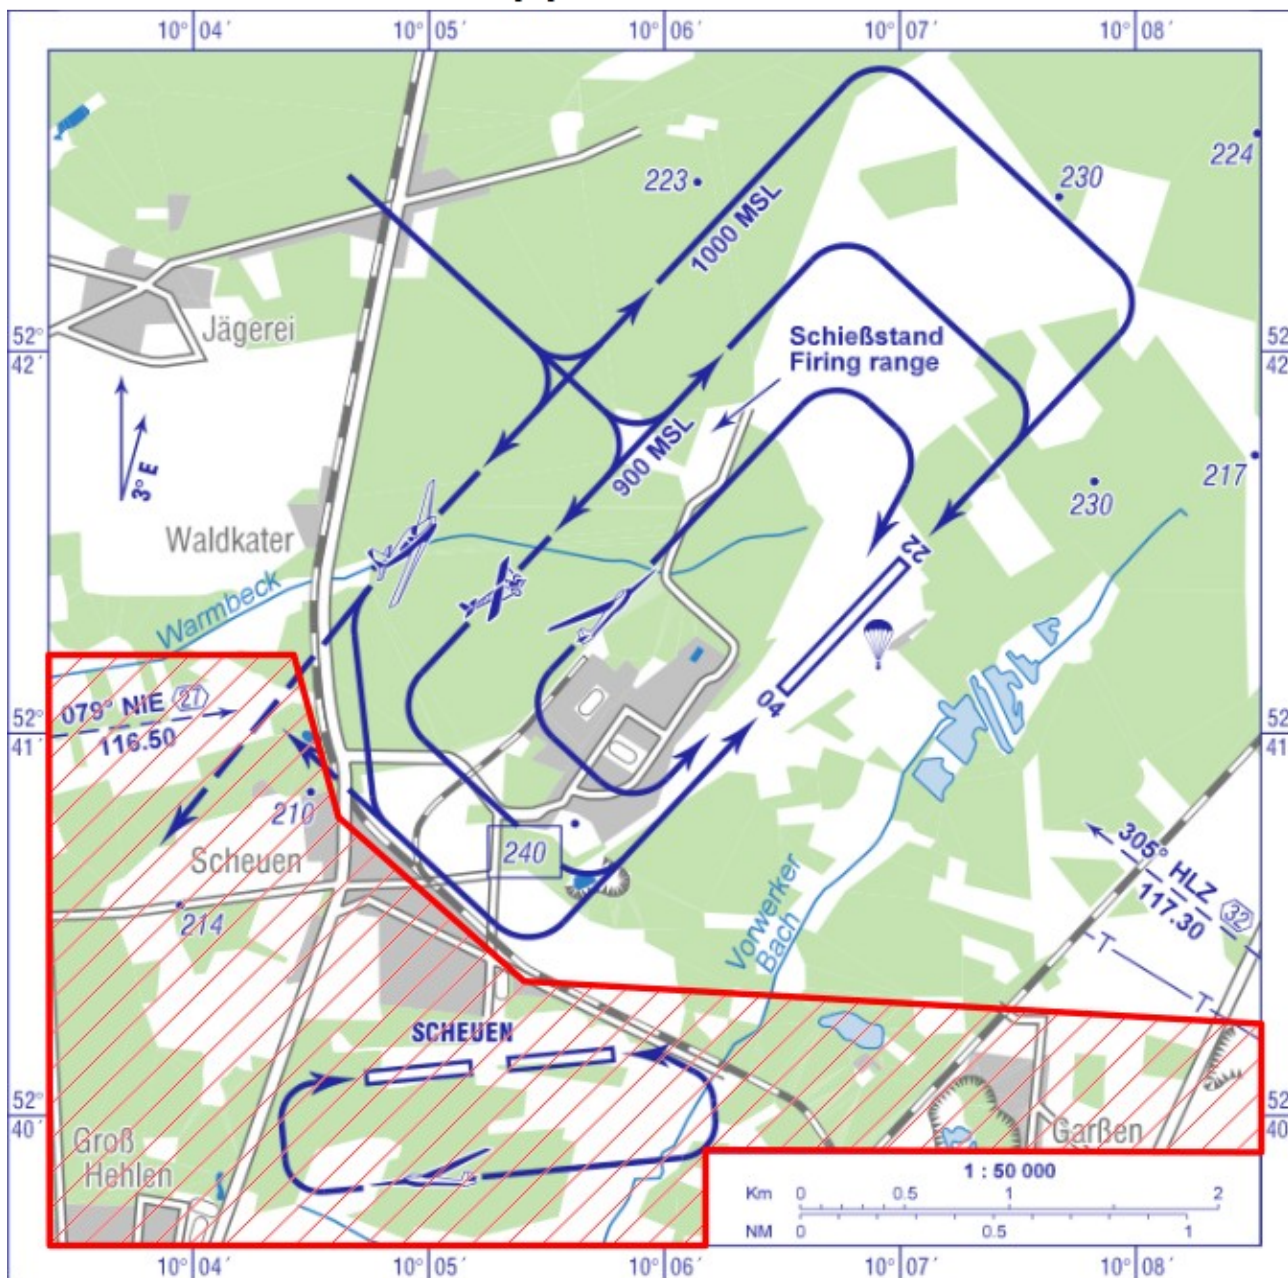 10° 04´
10° 05´
10° 06´
10° 07´
10° 08´
223
230
224
1000 MSL
52°
42´
Jägerei
Schießstand
Firing range
52
42
3° E
900 MSL
217
230
Waldkater
22
Warmbeck
04
52°
41´
079° NIE 27
116.50
52
41
210
Scheuen
240
305° HLZ 32
117.30
214
Vorwerker
Bach
T
T
SCHEUEN
52°
40´
52
40
Groß
Hehlen
Garßen
1 : 50 000
Km 0 0.5 1 2
NM 0 0.5 1
10° 04´
10° 05´
10° 06´
10° 07´
10° 08´